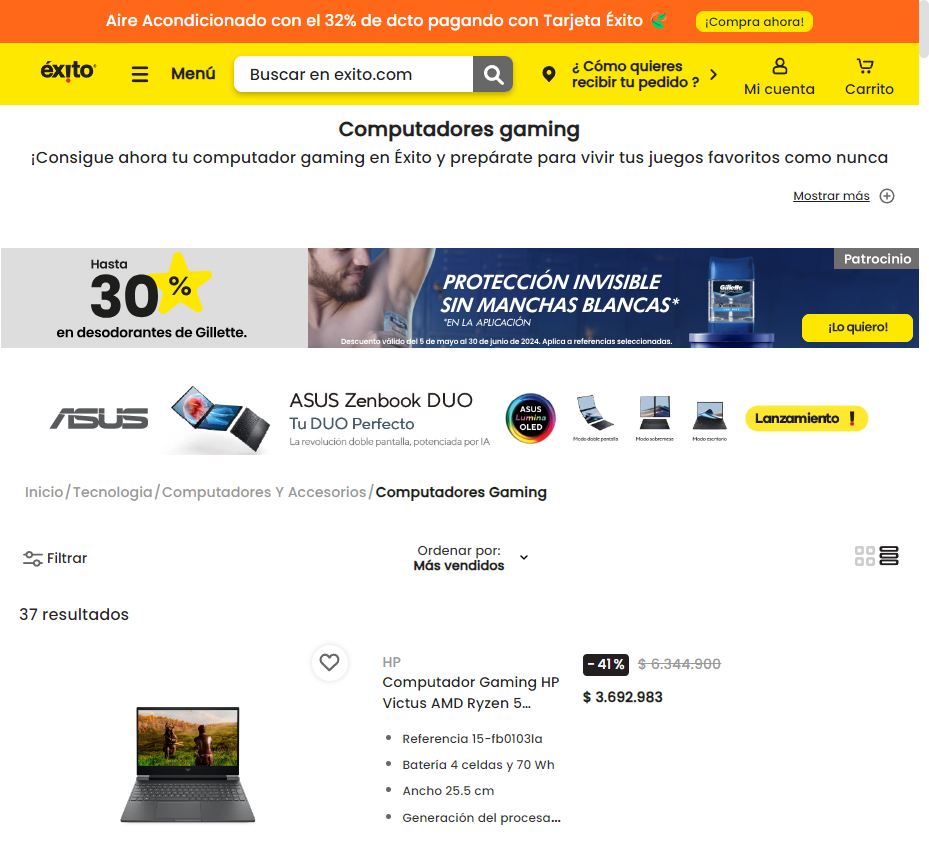 Aire Acondicionado con el 32% de dcto pagando con Tarjeta Éxito
¡Compra ahora!
éxito
Menú
Buscar en exito.com
¿ Cómo quieres
recibir tu pedido ?
Mi cuenta
Carrito
Computadores gaming
¡Consigue ahora tu computador gaming en Éxito y prepárate para vivir tus juegos favoritos como nunca
Mostrar más
Hasta
30%
en desodorantes de Gillette.
PROTECCIÓN INVISIBLE
SIN MANCHAS BLANCAS*
*EN LA APLICACIÓN
Descuento válido del 5 de mayo al 30 de junio de 2024. Aplica a referencias seleccionadas.
Gillette
Patrocinio
¡Lo quiero!
ASUS
ASUS Zenbook DUO
Tu DUO Perfecto
La revolución doble pantalla, potenciada por IA
ASUS
Lumina
OLED
Modo doble pantalla
Modo sobremesa
Modo escritorio
Lanzamiento !
Inicio/Tecnologia/Computadores Y Accesorios/Computadores Gaming
Filtrar
Ordenar por:
Más vendidos
37 resultados
HP
Computador Gaming HP
Victus AMD Ryzen 5...
Referencia 15-fb0103la
Batería 4 celdas y 70 Wh
Ancho 25.5 cm
Generación del procesa...
- 41% $ 6.344.900
$ 3.692.983